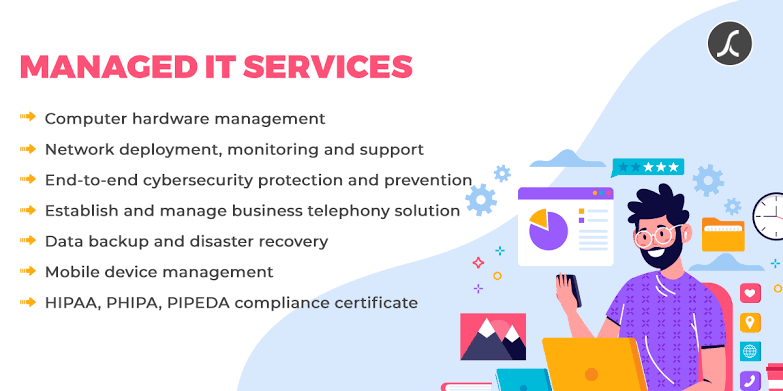 MANAGED IT SERVICES
Computer hardware management
Network deployment, monitoring and support
End-to-end cybersecurity protection and prevention
Establish and manage business telephony solution
Data backup and disaster recovery
Mobile device management
HIPAA, PHIPA, PIPEDA compliance certificate